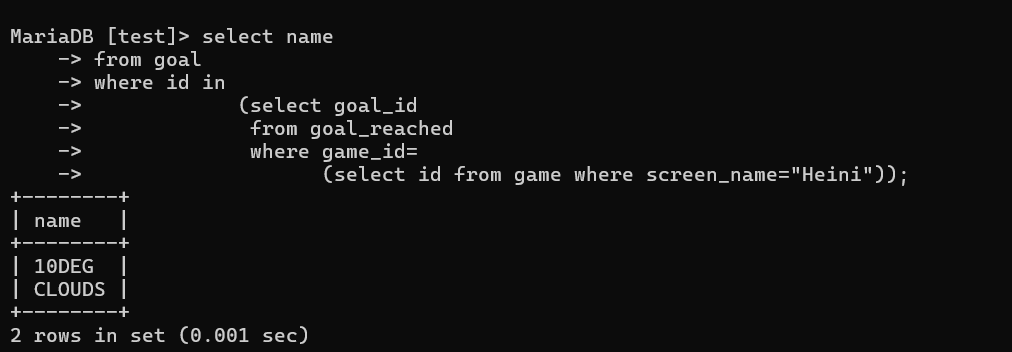 MariaDB [test]> select name
    -> from goal
    -> where id in
    ->             (select goal_id
    ->              from goal_reached
    ->              where game_id=
    ->                    (select id from game where screen_name="Heini"));
+--------+
| name   |
+--------+
| 10DEG  |
| CLOUDS |
+--------+
2 rows in set (0.001 sec)